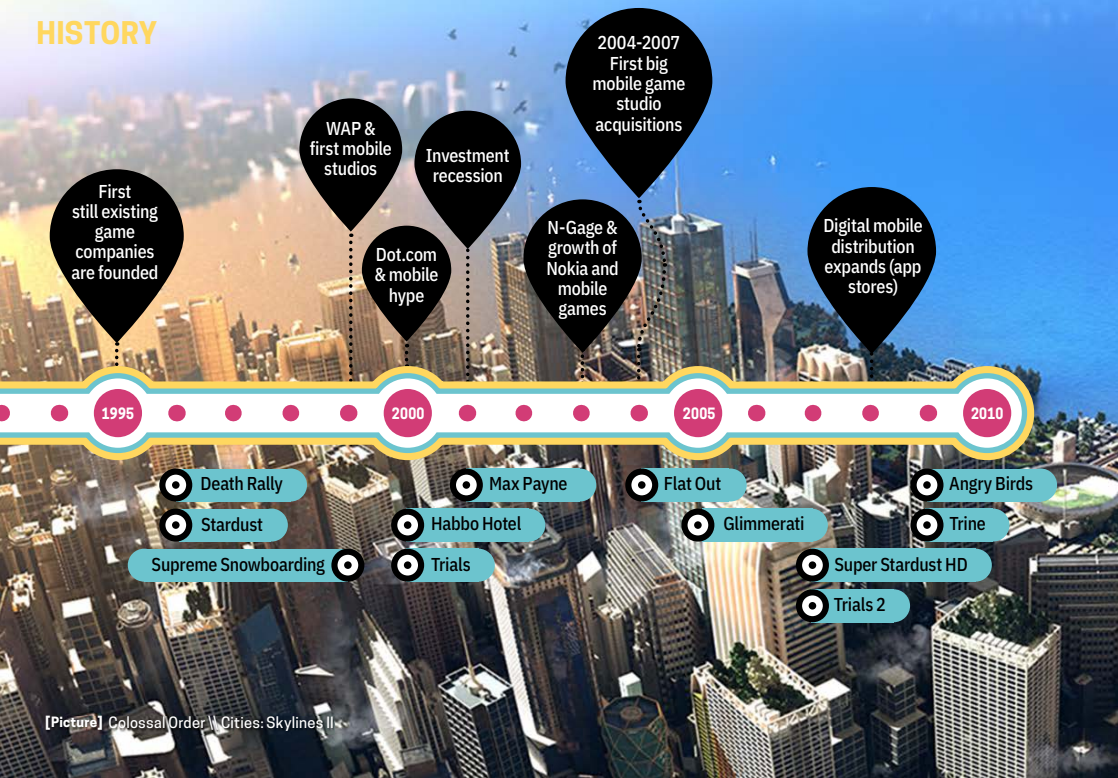 HISTORY
First
still existing
game
companies
are founded
WAP &
first mobile
studios
Dot.com
& mobile
hype
Investment
recession
N-Gage &
growth of
Nokia and
mobile
games
2004-2007
First big
mobile game
studio
acquisitions
Digital mobile
distribution
expands (app
stores)
1995
2000
2005
2010
Death Rally
Stardust
Supreme Snowboarding
Max Payne
Habbo Hotel
Trials
Flat Out
Glimmerati
Super Stardust HD
Trials 2
Angry Birds
Trine
[Picture] Colossal Order \\ Cities: Skylines II